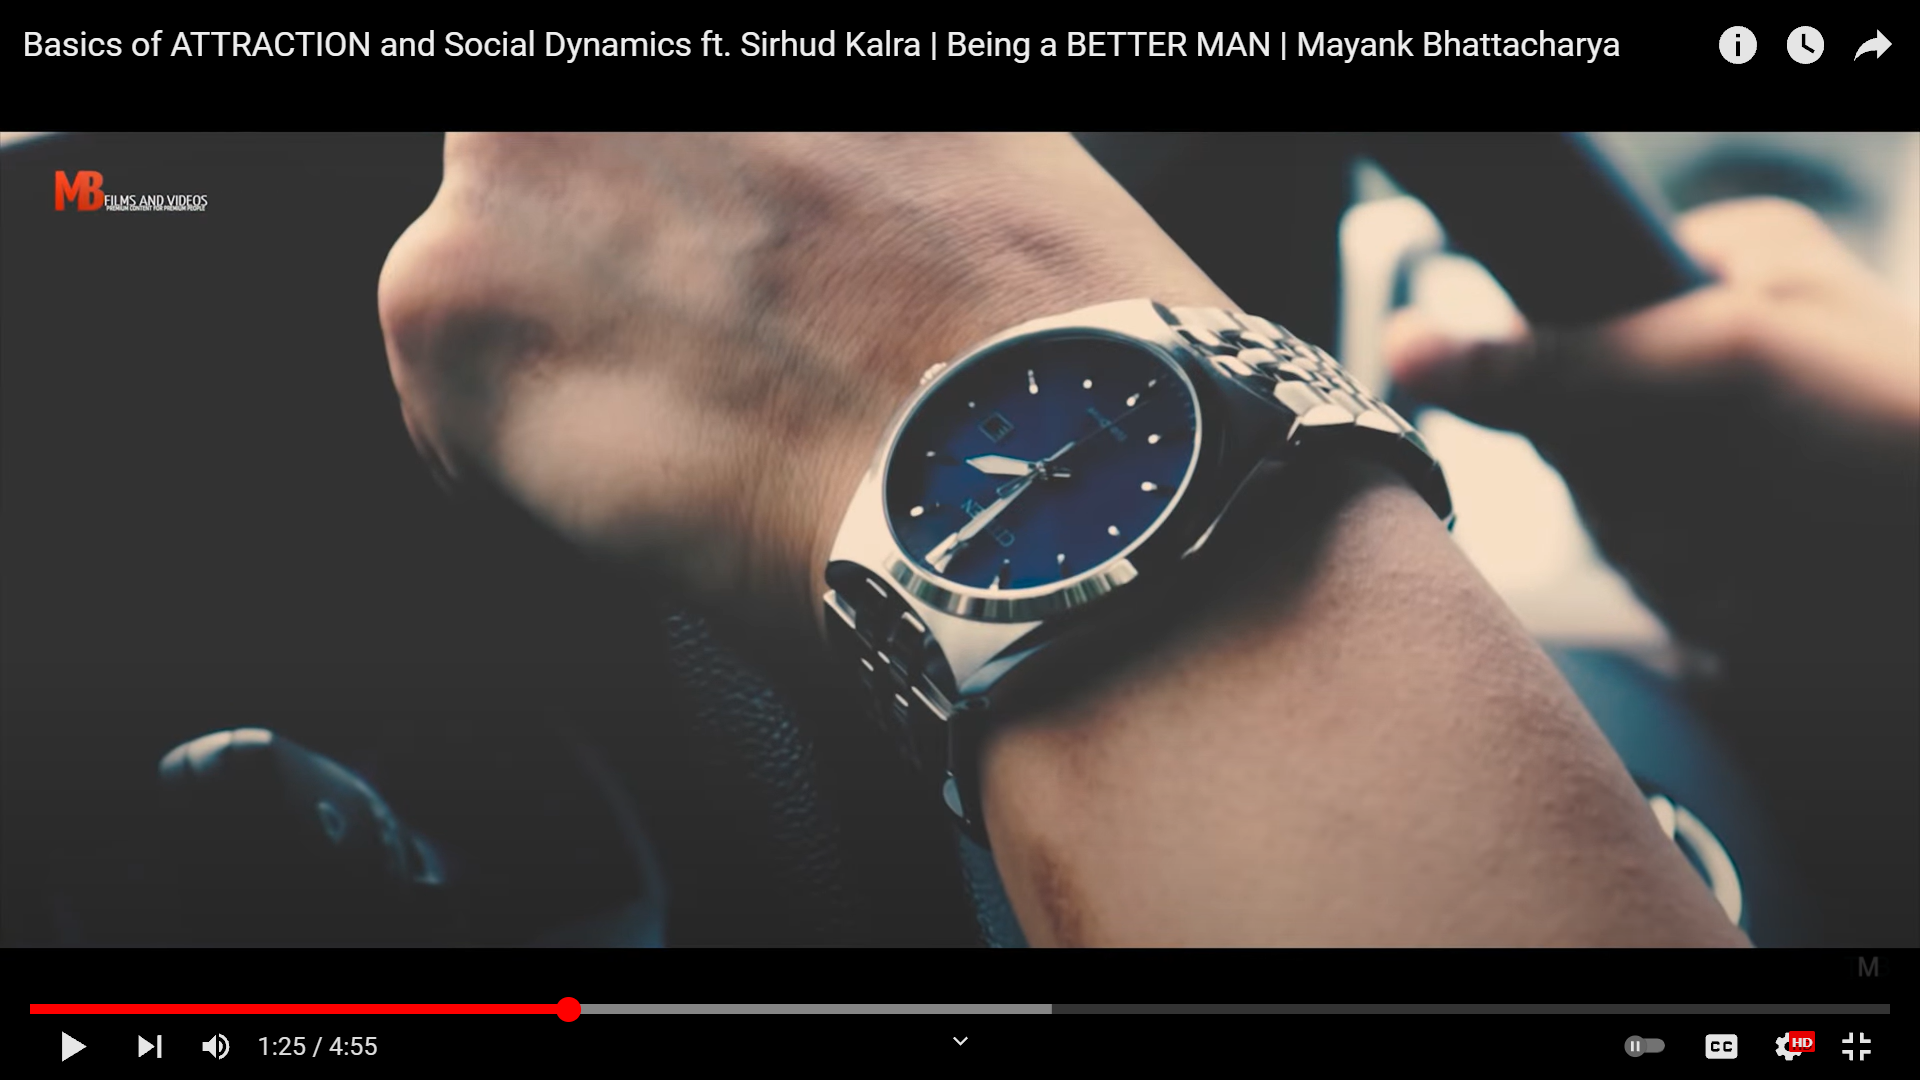 Basics of ATTRACTION and Social Dynamics ft. Sirhud Kalra | Being a BETTER MAN | Mayank Bhattacharya
MB FILMS AND VIDEOS
PREMIUM CONTENT FOR PREMIUM PEOPLE
M
1:25 / 4:55
CC
HD